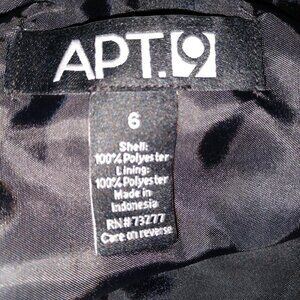 APT.9
6
Shell:
100% Polyester
Lining:
100% Polyester
Made in
Indonesia
RN# 73277
Care on reverse